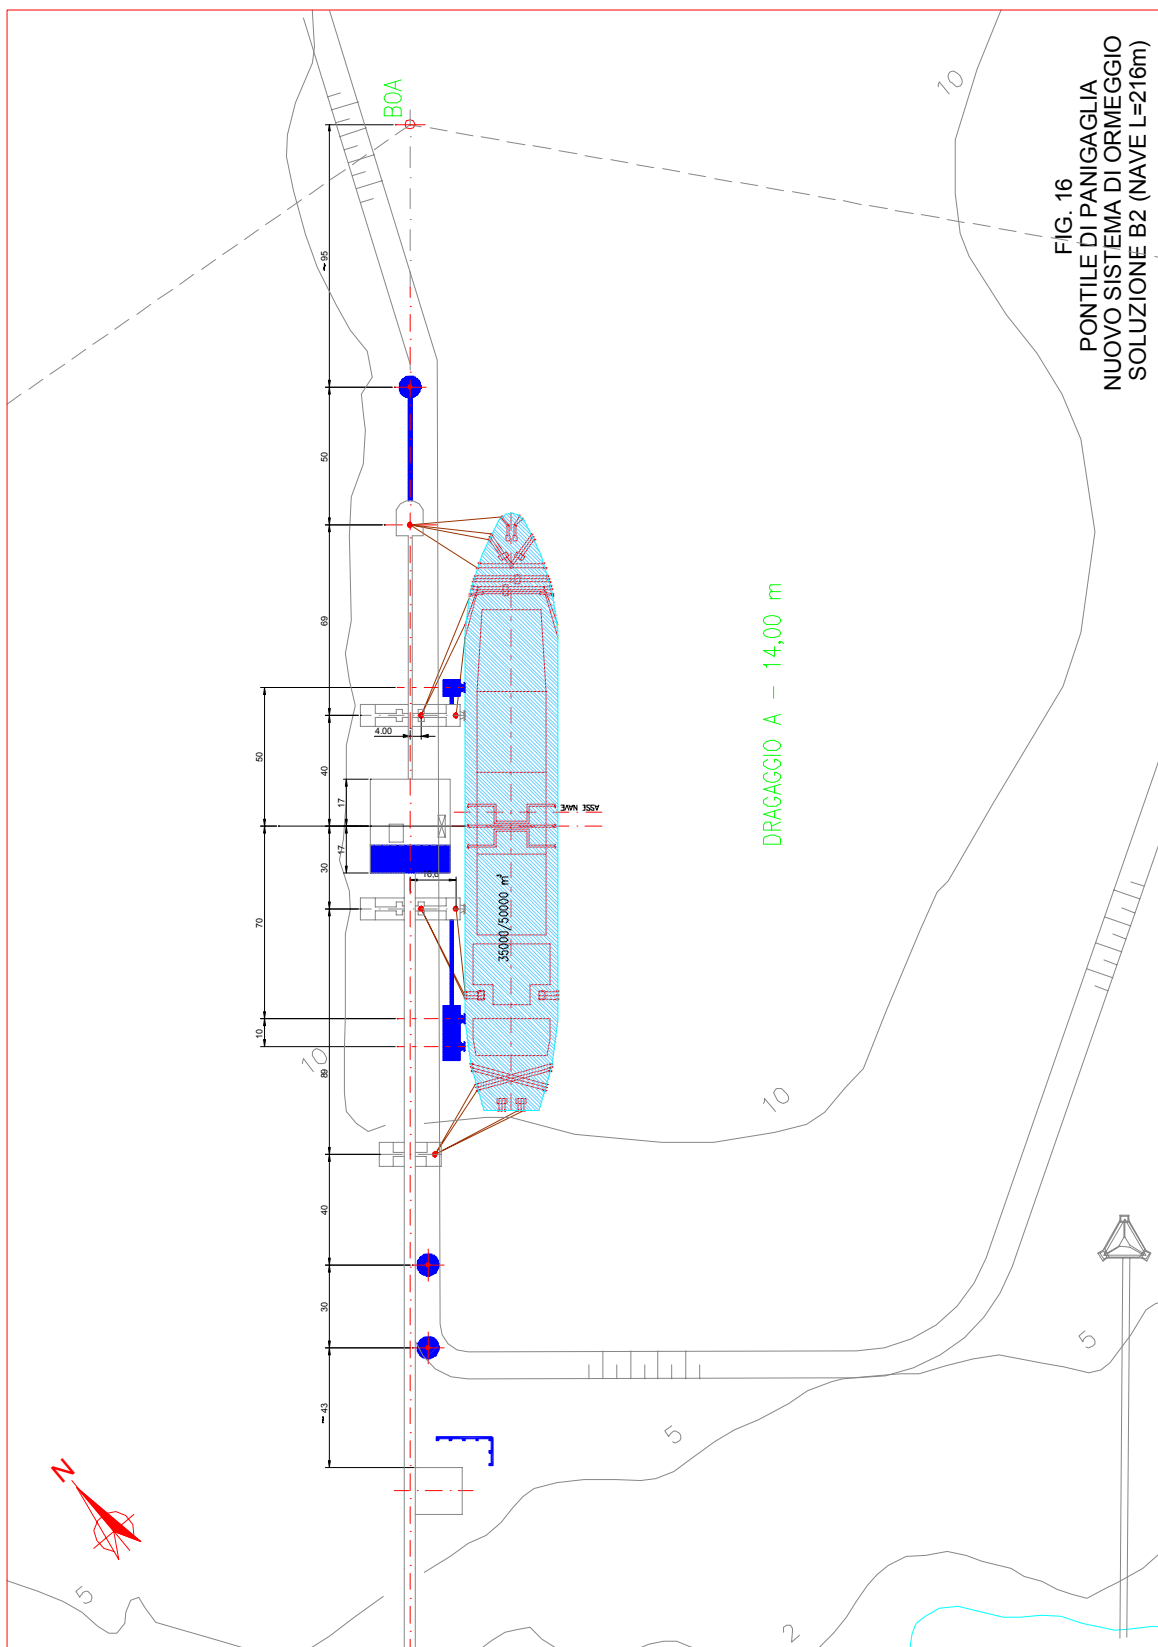 FIG. 16
PONTILE DI PANIGAGLIA
NUOVO SISTEMA DI ORMEGGIO
SOLUZIONE B2 (NAVE L=216m)
BOA
10
~ 95
50
69
50
4.00
40
17
17
30
16,6
70
10
89
40
30
~ 43
ASSE NAVE
35000/50000 m³
DRAGAGGIO A - 14,00 m
10
10
5
5
5
2
N